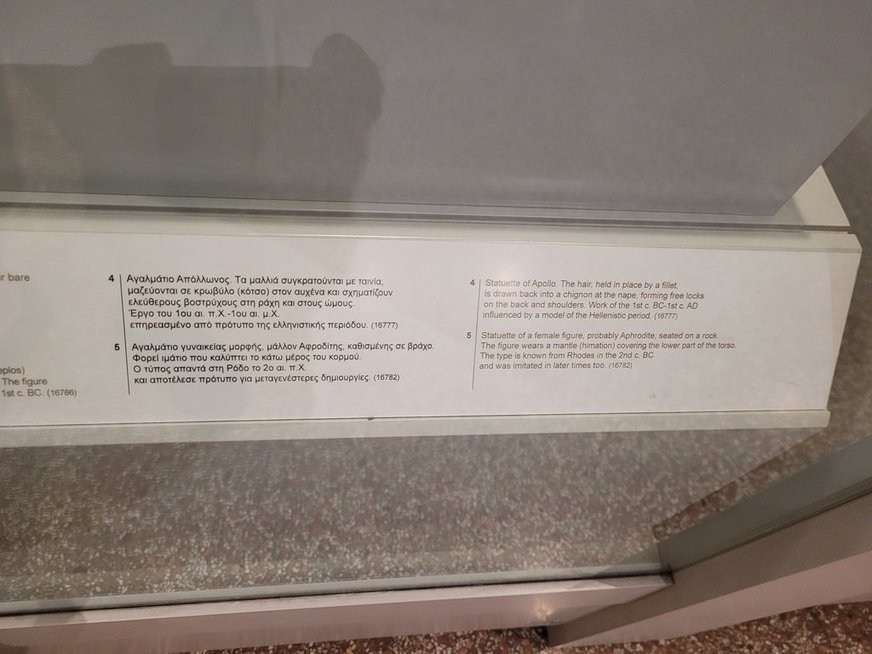 r bare
eplos)
The figure
1st c. BC. (16786)
4 Αγαλμάτιο Απόλλωνος. Τα μαλλιά συγκρατούνται με ταινία,
μαζεύονται σε κρωβύλο (κότσο) στον αυχένα και σχηματίζουν
ελεύθερους βοστρύχους στη ράχη και στους ώμους.
Έργο του 1ου αι. π.Χ.-1ου αι. μ.Χ.
επηρεασμένο από πρότυπο της ελληνιστικής περιόδου. (16777)
5 Αγαλμάτιο γυναικείας μορφής, μάλλον Αφροδίτης, καθισμένης σε βράχο.
Φορεί ιμάτιο που καλύπτει το κάτω μέρος του κορμού.
Ο τύπος απαντά στη Ρόδο το 2ο αι. π.Χ.
και αποτέλεσε πρότυπο για μεταγενέστερες δημιουργίες. (16782)
4 Statuette of Apollo. The hair, held in place by a fillet,
is drawn back into a chignon at the nape, forming free locks
on the back and shoulders. Work of the 1st c. BC-1st c. AD
influenced by a model of the Hellenistic period. (16777)
5 Statuette of a female figure, probably Aphrodite, seated on a rock.
The figure wears a mantle (himation) covering the lower part of the torso.
The type is known from Rhodes in the 2nd c. BC
and was imitated in later times too. (16782)